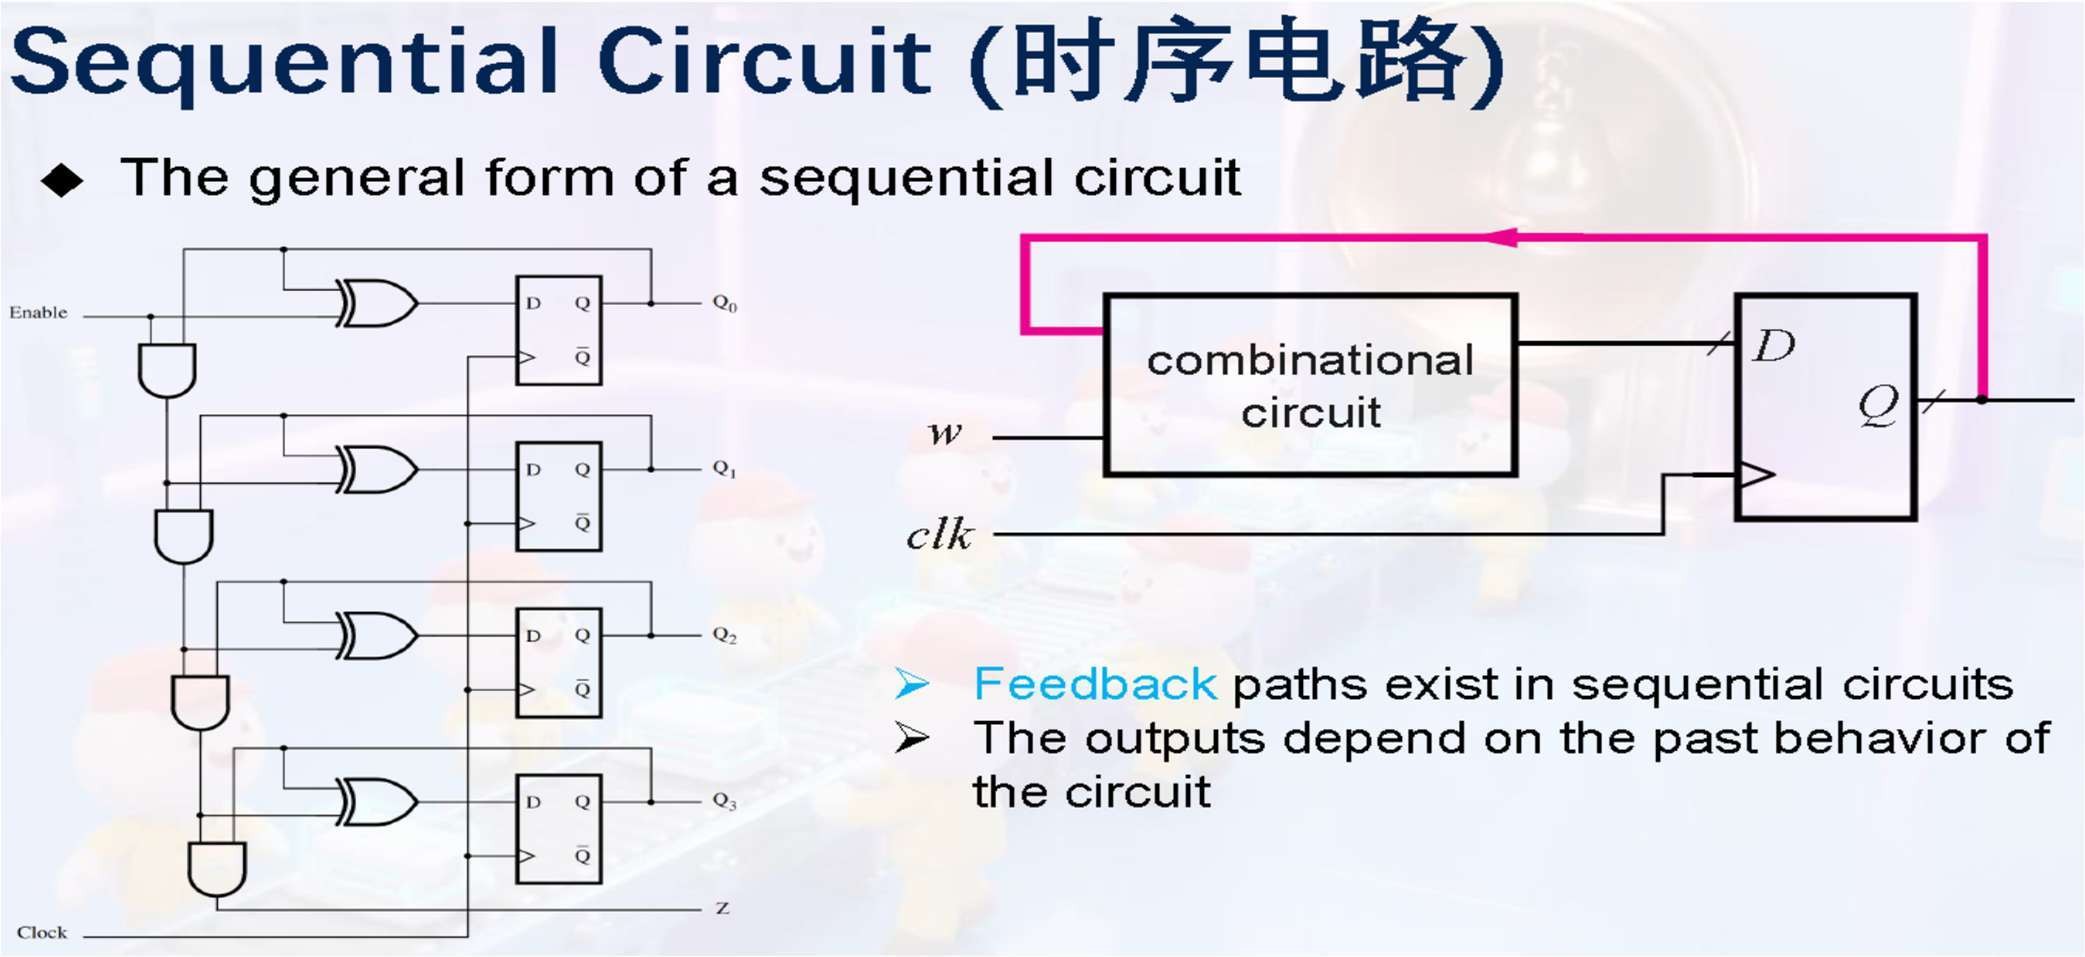 Sequential Circuit (时序电路)
◆ The general form of a sequential circuit
Enable
D Q
Q̅
Q₀
D Q
Q̅
Q₁
D Q
Q̅
Q₂
D Q
Q̅
Q₃
Z
Clock
combinational
circuit
w
clk
D
Q
➢ Feedback paths exist in sequential circuits
➢ The outputs depend on the past behavior of
the circuit